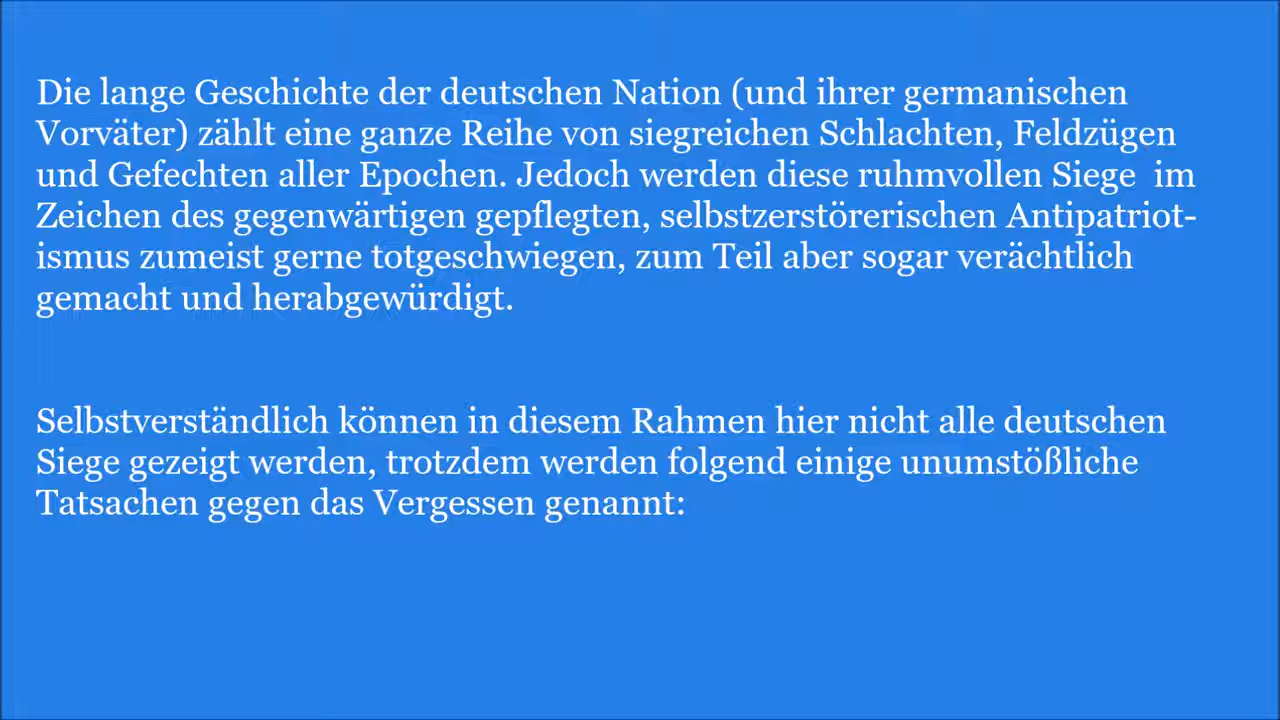 Die lange Geschichte der deutschen Nation (und ihrer germanischen
Vorväter) zählt eine ganze Reihe von siegreichen Schlachten, Feldzügen
und Gefechten aller Epochen. Jedoch werden diese ruhmvollen Siege  im
Zeichen des gegenwärtigen gepflegten, selbstzerstörerischen Antipatriot-
ismus zumeist gerne totgeschwiegen, zum Teil aber sogar verächtlich
gemacht und herabgewürdigt.
Selbstverständlich können in diesem Rahmen hier nicht alle deutschen
Siege gezeigt werden, trotzdem werden folgend einige unumstößliche
Tatsachen gegen das Vergessen genannt: